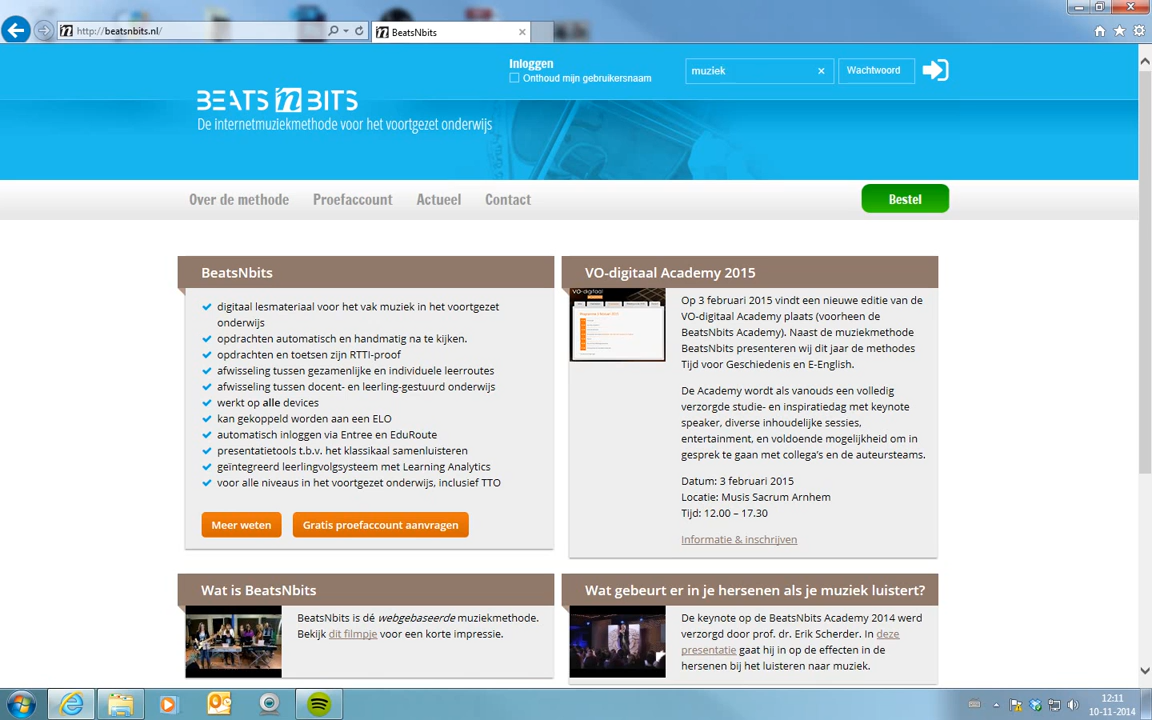 http://beatsnbits.nl/
BeatsNbits
Inloggen
Onthoud mijn gebruikersnaam
muziek
Wachtwoord
BEATS n BITS
De internetmuziekmethode voor het voortgezet onderwijs
Over de methode
Proefaccount
Actueel
Contact
Bestel
BeatsNbits
digitaal lesmateriaal voor het vak muziek in het voortgezet
onderwijs
opdrachten automatisch en handmatig na te kijken.
opdrachten en toetsen zijn RTTI-proof
afwisseling tussen gezamenlijke en individuele leerroutes
afwisseling tussen docent- en leerling-gestuurd onderwijs
werkt op alle devices
kan gekoppeld worden aan een ELO
automatisch inloggen via Entree en EduRoute
presentatietools t.b.v. het klassikaal samenluisteren
geïntegreerd leerlingvolgsysteem met Learning Analytics
voor alle niveaus in het voortgezet onderwijs, inclusief TTO
Meer weten
Gratis proefaccount aanvragen
VO-digitaal Academy 2015
VO-digitaal
Op 3 februari 2015 vindt een nieuwe editie van de
VO-digitaal Academy plaats (voorheen de
BeatsNbits Academy). Naast de muziekmethode
BeatsNbits presenteren wij dit jaar de methodes
Tijd voor Geschiedenis en E-English.
De Academy wordt als vanouds een volledig
verzorgde studie- en inspiratiedag met keynote
speaker, diverse inhoudelijke sessies,
entertainment, en voldoende mogelijkheid om in
gesprek te gaan met collega's en de auteursteams.
Datum: 3 februari 2015
Locatie: Musis Sacrum Arnhem
Tijd: 12.00 – 17.30
Informatie & inschrijven
Wat is BeatsNbits
BeatsNbits is dé webgebaseerde muziekmethode.
Bekijk dit filmpje voor een korte impressie.
Wat gebeurt er in je hersenen als je muziek luistert?
De keynote op de BeatsNbits Academy 2014 werd
verzorgd door prof. dr. Erik Scherder. In deze
presentatie gaat hij in op de effecten in de
hersenen bij het luisteren naar muziek.
12:11
10-11-2014